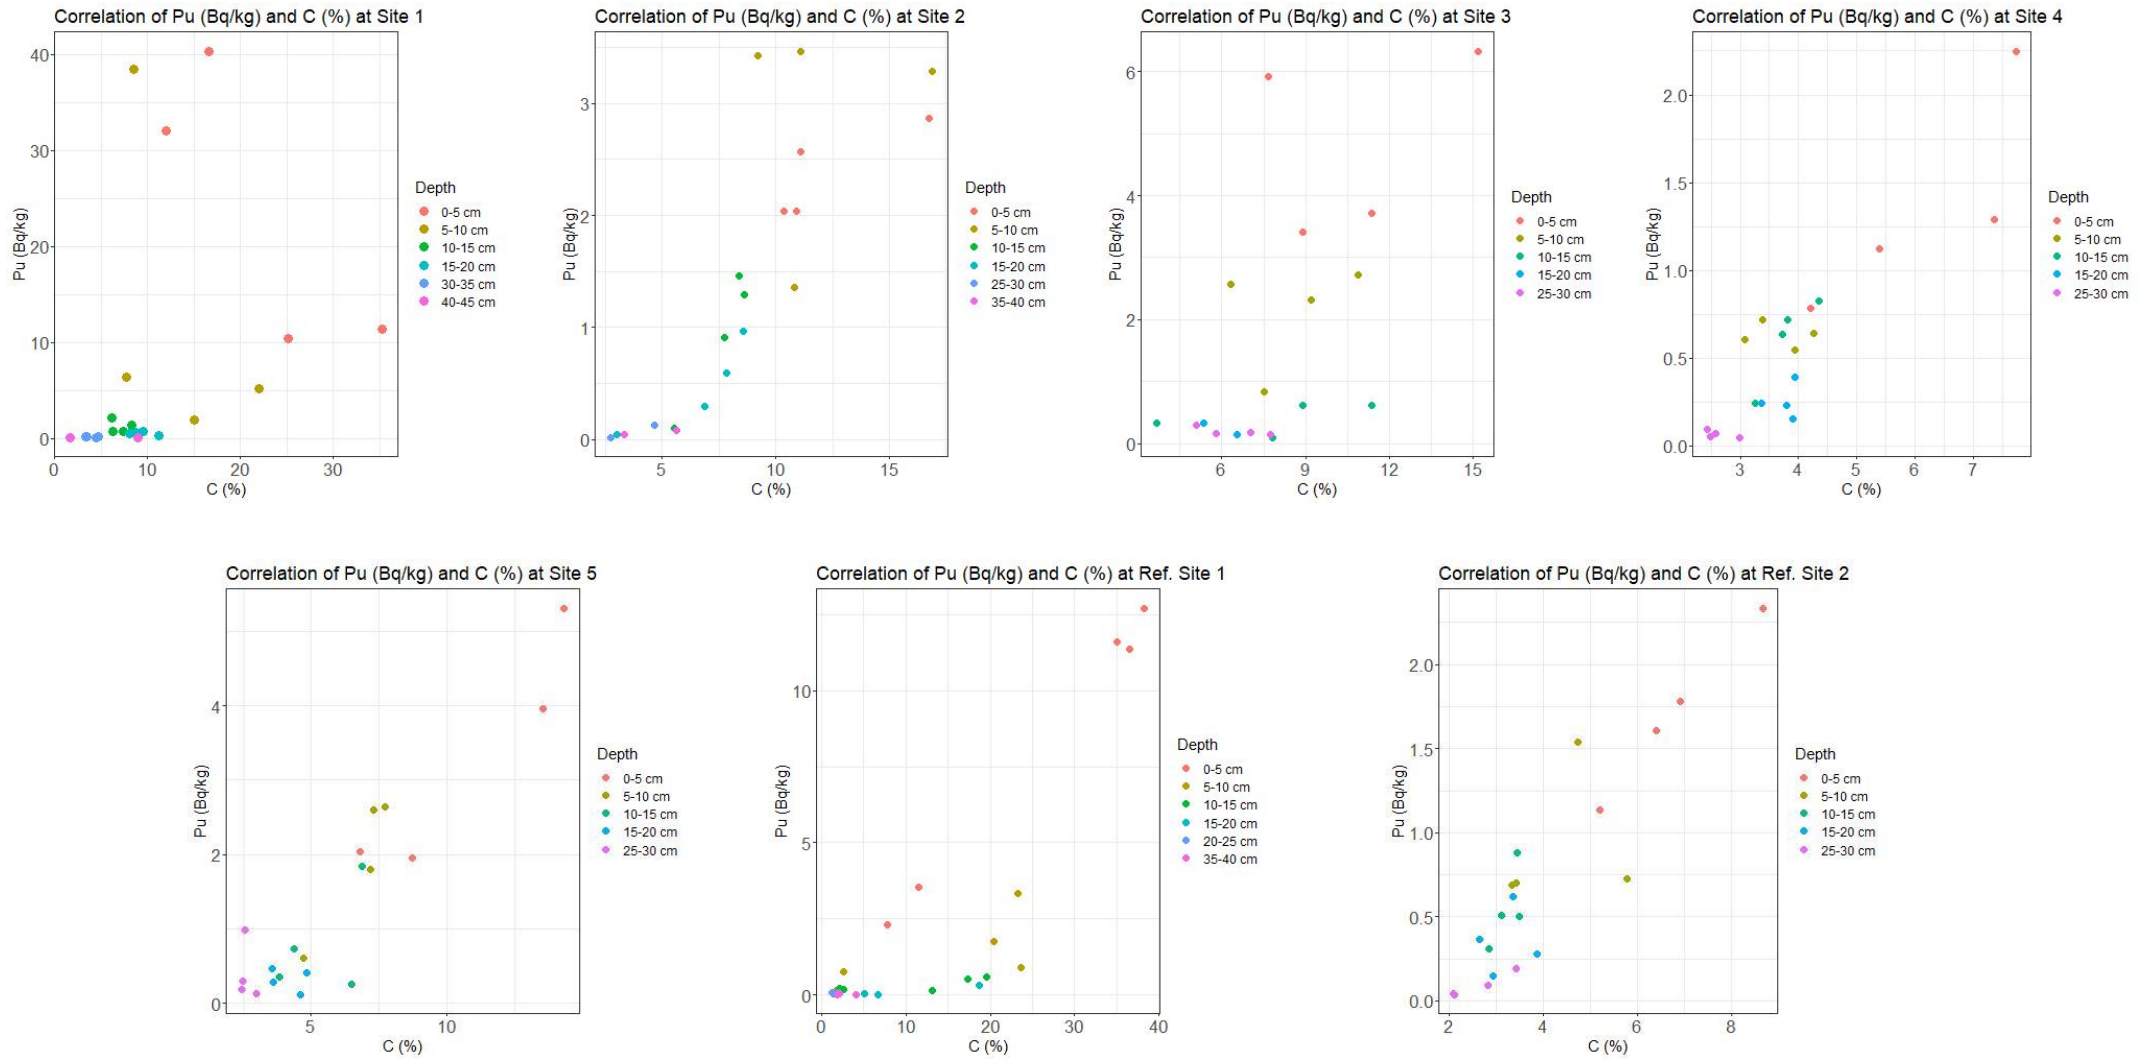 Correlation of Pu (Bq/kg) and C (%) at Site 1
Pu (Bq/kg)
40
30
20
10
0
0 10 20 30
C (%)
Depth
0-5 cm
5-10 cm
10-15 cm
15-20 cm
30-35 cm
40-45 cm
Correlation of Pu (Bq/kg) and C (%) at Site 2
Pu (Bq/kg)
3
2
1
0
5 10 15
C (%)
Depth
0-5 cm
5-10 cm
10-15 cm
15-20 cm
25-30 cm
35-40 cm
Correlation of Pu (Bq/kg) and C (%) at Site 3
Pu (Bq/kg)
6
4
2
0
6 9 12 15
C (%)
Depth
0-5 cm
5-10 cm
10-15 cm
15-20 cm
25-30 cm
Correlation of Pu (Bq/kg) and C (%) at Site 4
Pu (Bq/kg)
2.0
1.5
1.0
0.5
0.0
3 4 5 6 7
C (%)
Depth
0-5 cm
5-10 cm
10-15 cm
15-20 cm
25-30 cm
Correlation of Pu (Bq/kg) and C (%) at Site 5
Pu (Bq/kg)
4
2
0
5 10
C (%)
Depth
0-5 cm
5-10 cm
10-15 cm
15-20 cm
25-30 cm
Correlation of Pu (Bq/kg) and C (%) at Ref. Site 1
Pu (Bq/kg)
10
5
0
0 10 20 30 40
C (%)
Depth
0-5 cm
5-10 cm
10-15 cm
15-20 cm
20-25 cm
35-40 cm
Correlation of Pu (Bq/kg) and C (%) at Ref. Site 2
Pu (Bq/kg)
2.0
1.5
1.0
0.5
0.0
2 4 6 8
C (%)
Depth
0-5 cm
5-10 cm
10-15 cm
15-20 cm
25-30 cm